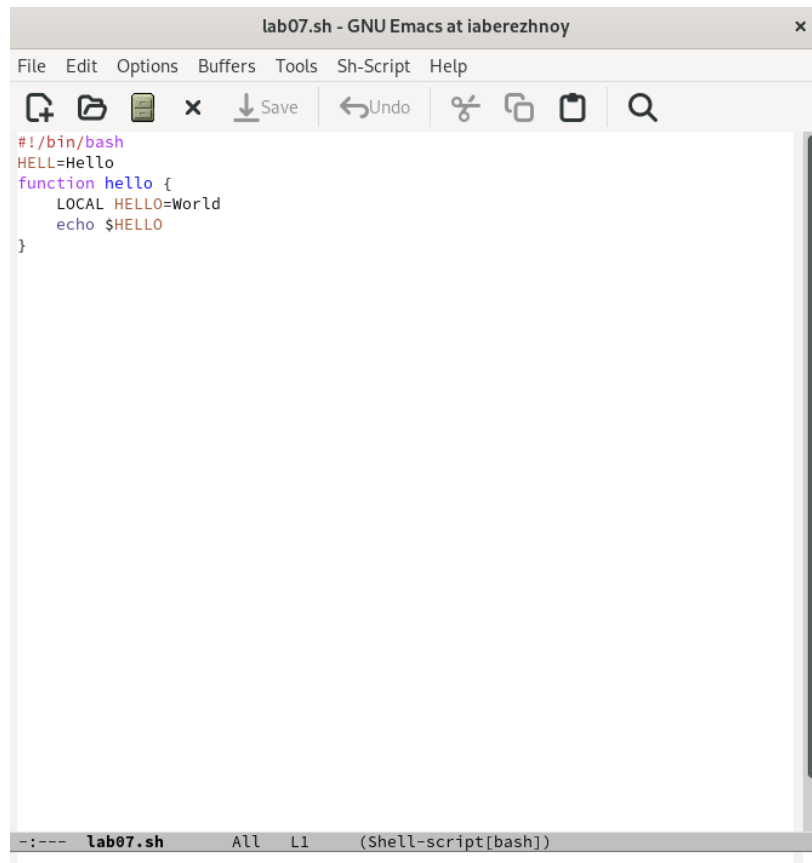 lab07.sh - GNU Emacs at iaberezhnoy ×
File Edit Options Buffers Tools Sh-Script Help
Save Undo
#!/bin/bash
HELL=Hello
function hello {
    LOCAL HELLO=World
    echo $HELLO
}
-:--- lab07.sh All L1 (Shell-script[bash])